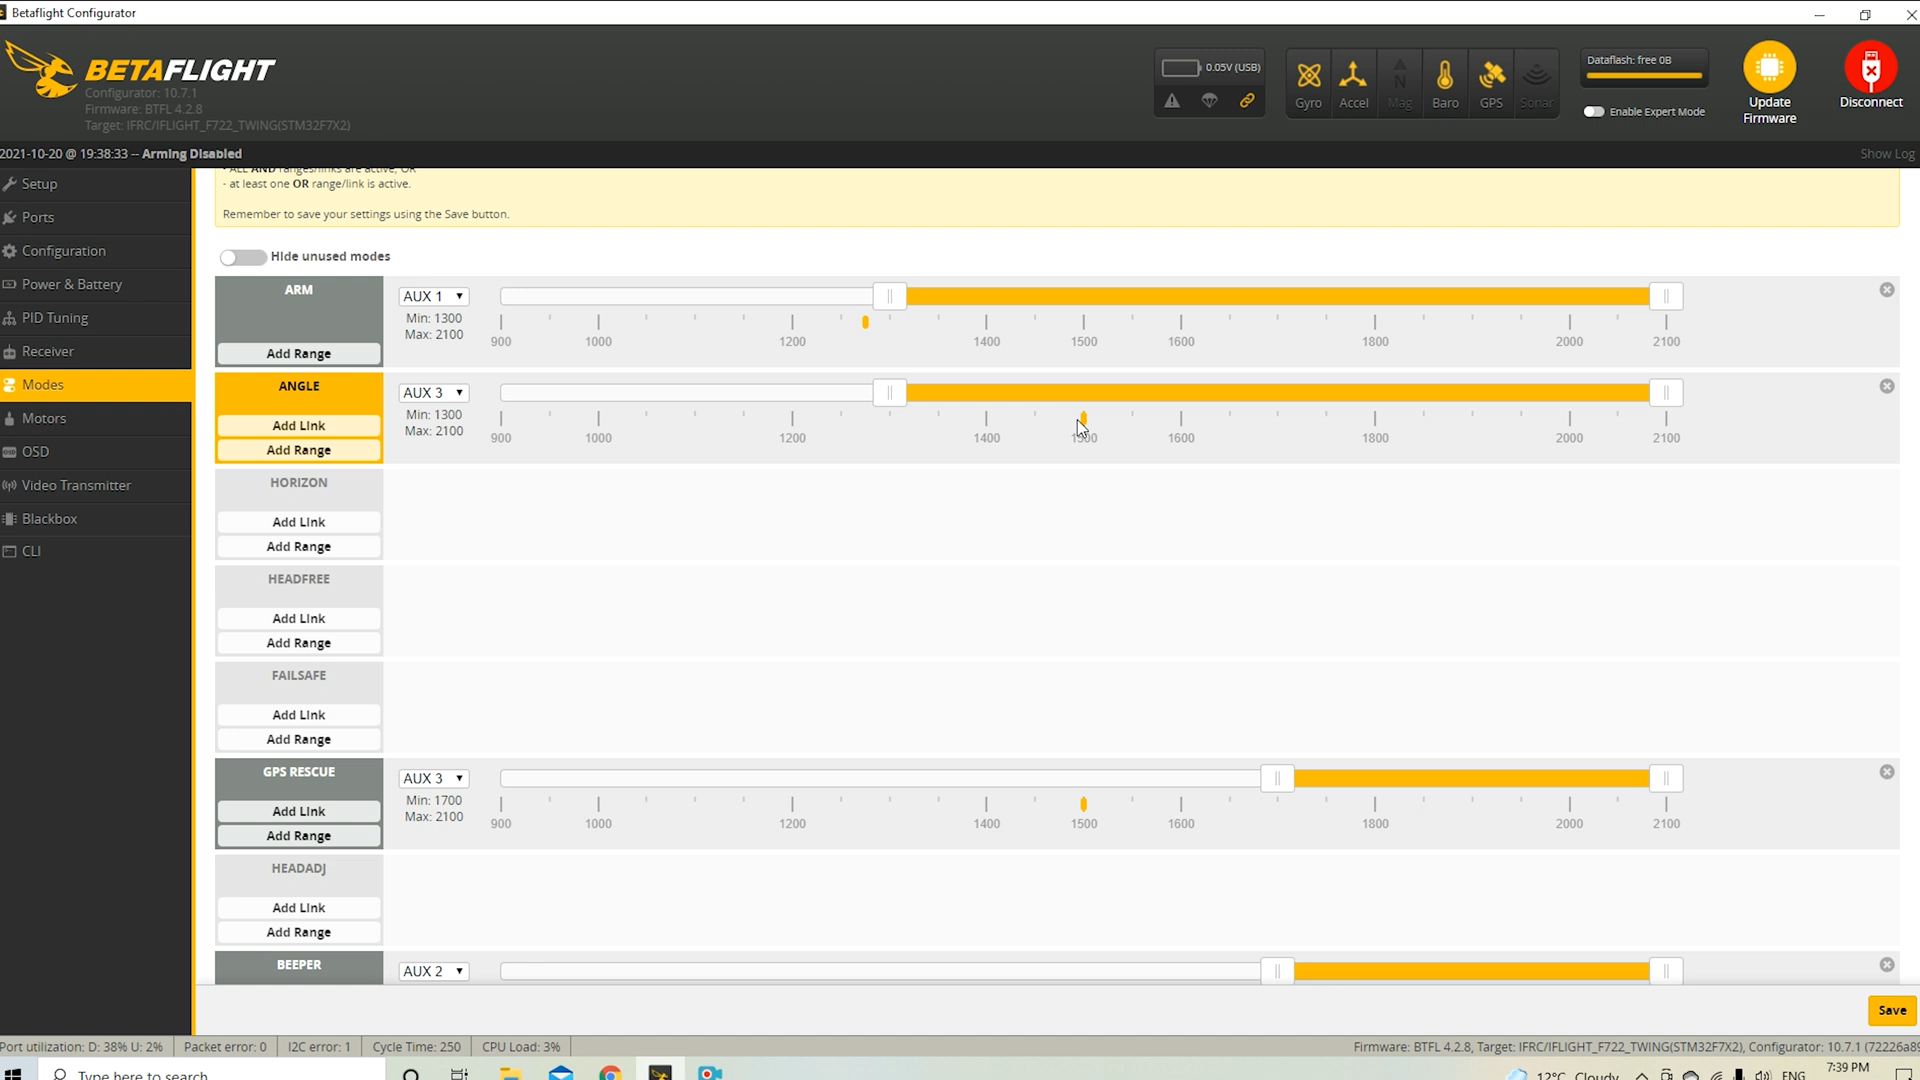 Betaflight Configurator
BETAFLIGHT
Configurator: 10.7.1
Firmware: BTFL 4.2.8
Target: IFRC/IFLIGHT_F722_TWING(STM32F7X2)
0.05V (USB)
Gyro Accel Mag Baro GPS Sonar
Dataflash: free 0B
Enable Expert Mode
Update Firmware
Disconnect
2021-10-20 @ 19:38:33 -- Arming Disabled
Show Log
Setup
Ports
Configuration
Power & Battery
PID Tuning
Receiver
Modes
Motors
OSD
Video Transmitter
Blackbox
CLI
- ALL AND ranges/links are active, OR
- at least one OR range/link is active.
Remember to save your settings using the Save button.
Hide unused modes
ARM
Add Range
AUX 1
Min: 1300
Max: 2100
900 1000 1200 1400 1500 1600 1800 2000 2100
ANGLE
Add Link
Add Range
AUX 3
Min: 1300
Max: 2100
900 1000 1200 1400 1500 1600 1800 2000 2100
HORIZON
Add Link
Add Range
HEADFREE
Add Link
Add Range
FAILSAFE
Add Link
Add Range
GPS RESCUE
Add Link
Add Range
AUX 3
Min: 1700
Max: 2100
900 1000 1200 1400 1500 1600 1800 2000 2100
HEADADJ
Add Link
Add Range
BEEPER
AUX 2
Save
Port utilization: D: 38% U: 2% Packet error: 0 I2C error: 1 Cycle Time: 250 CPU Load: 3%
Firmware: BTFL 4.2.8, Target: IFRC/IFLIGHT_F722_TWING(STM32F7X2), Configurator: 10.7.1 (72226a89
Type here to search
12°C Cloudy
ENG
7:39 PM